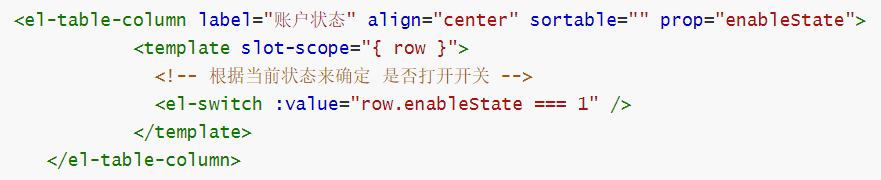 <el-table-column label="账户状态" align="center" sortable="" prop="enableState">
<template slot-scope="{ row }">
<!-- 根据当前状态来确定 是否打开开关 -->
<el-switch :value="row.enableState === 1" />
</template>
</el-table-column>